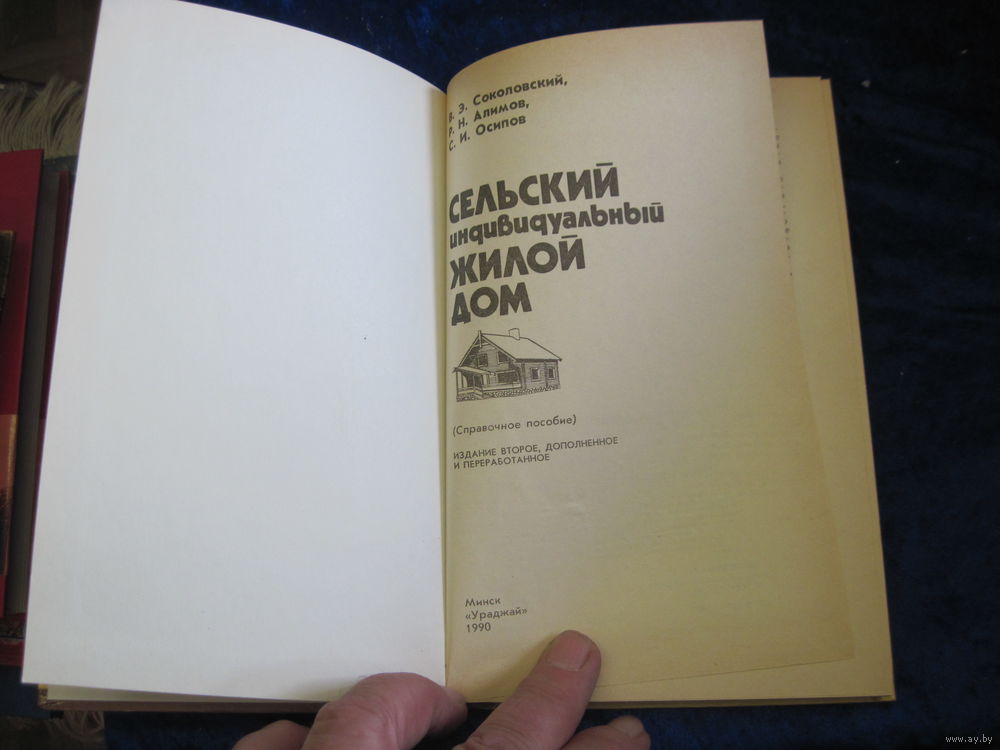 В. Э. Соколовский,
Р. Н. Алимов,
С. И. Осипов
СЕЛЬСКИЙ
индивидуальный
ЖИЛОЙ
ДОМ
(Справочное пособие)
ИЗДАНИЕ ВТОРОЕ, ДОПОЛНЕННОЕ
И ПЕРЕРАБОТАННОЕ
Минск
«Ураджай»
1990
www.ay.by